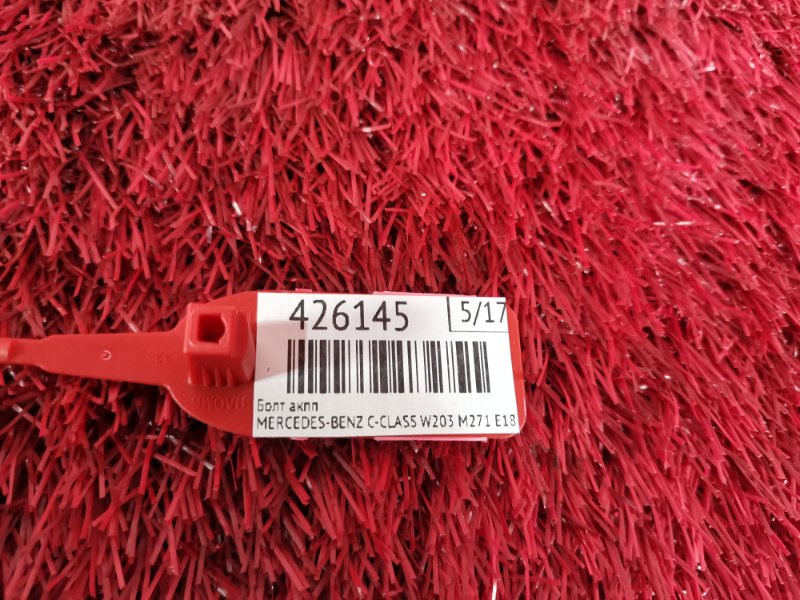 426145 5/17
Болт акпп
MERCEDES-BENZ C-CLASS W203 M271 E18